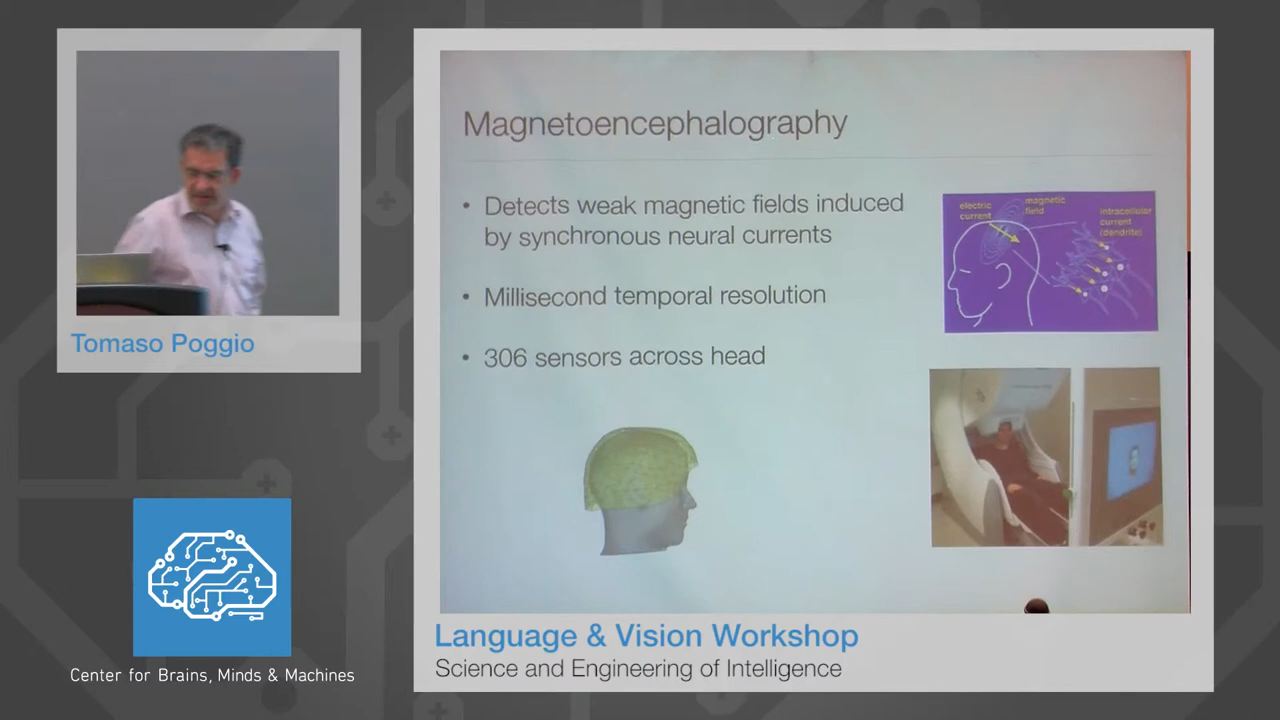 Tomaso Poggio
Center for Brains, Minds & Machines
Magnetoencephalography
• Detects weak magnetic fields induced
by synchronous neural currents
• Millisecond temporal resolution
• 306 sensors across head
electric
current
magnetic
field
intracellular
current
(dendrite)
Language & Vision Workshop
Science and Engineering of Intelligence